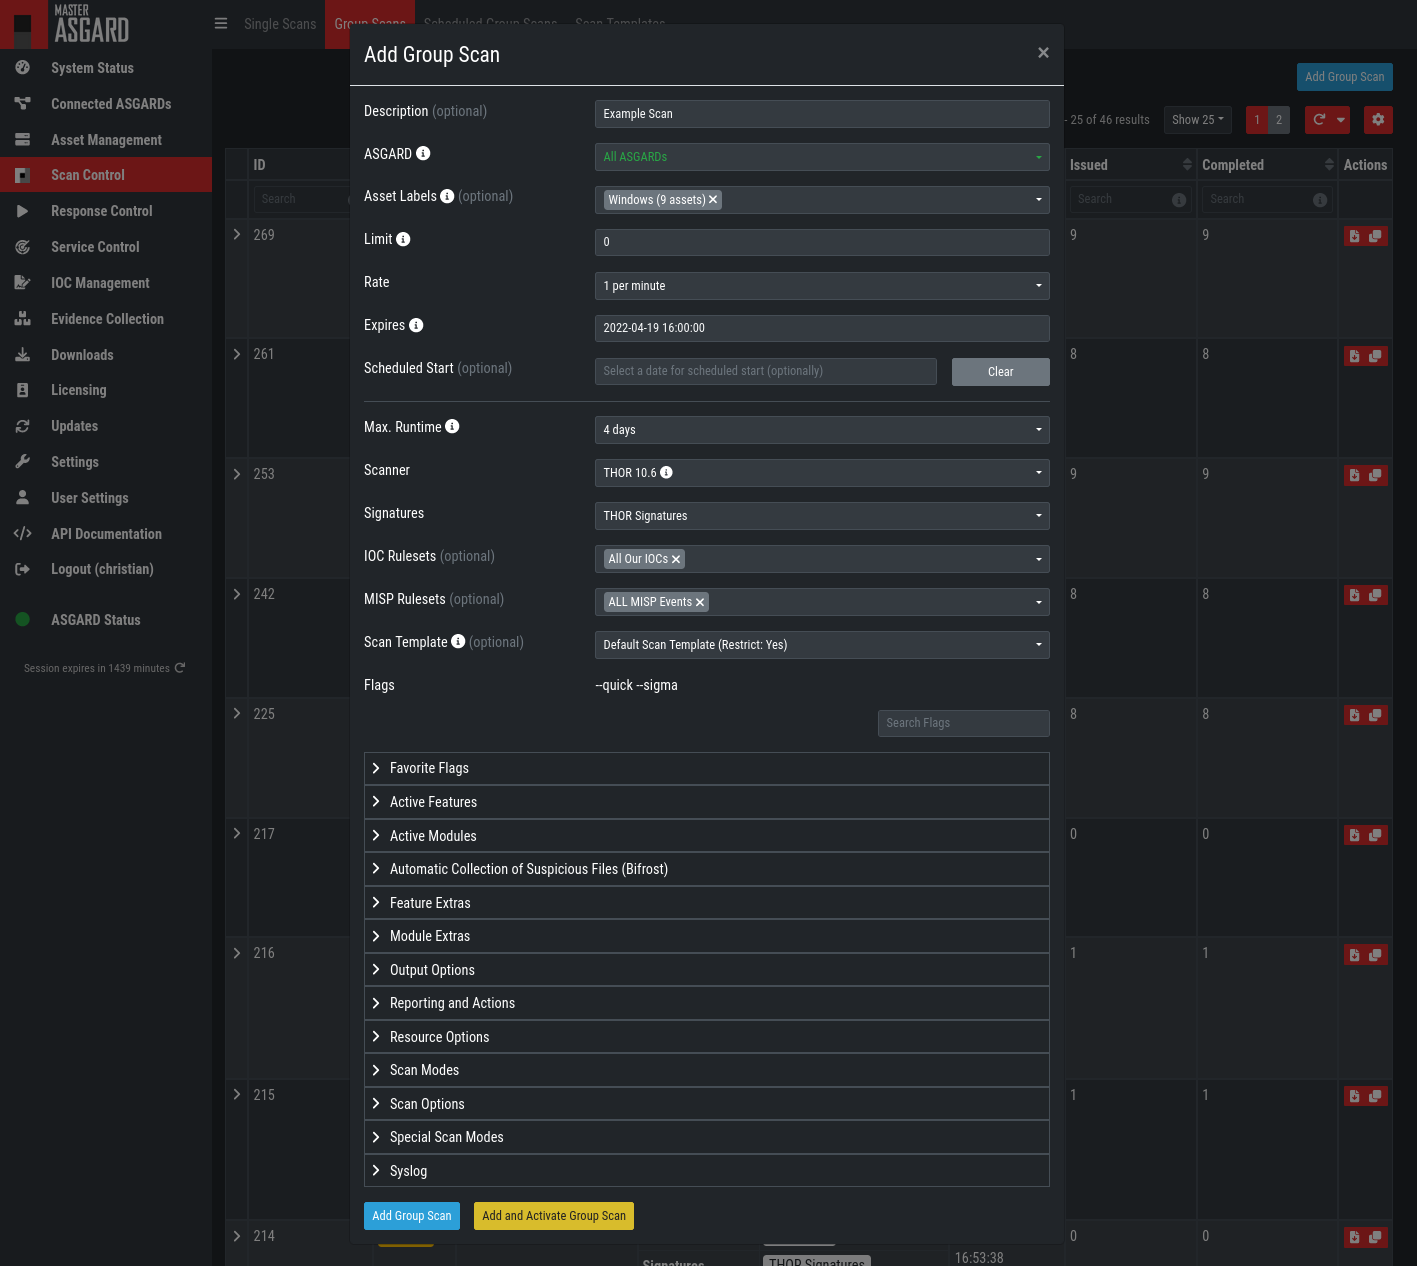 MASTER
ASGARD
Single Scans Group Scans Scheduled Group Scans Scan Templates
System Status
Connected ASGARDs
Asset Management
Scan Control
Response Control
Service Control
IOC Management
Evidence Collection
Downloads
Licensing
Updates
Settings
User Settings
API Documentation
Logout (christian)
ASGARD Status
Session expires in 1439 minutes
Add Group Scan
- 25 of 46 results Show 25 1 2
ID Issued Completed Actions
Search Search Search
269 9 9
261 8 8
253 9 9
242 8 8
225 8 8
217 0 0
216 1 1
215 1 1
214 0 0
16:53:38
Signatures THOR Signatures
Add Group Scan ×
Description (optional) Example Scan
ASGARD All ASGARDs
Asset Labels (optional) Windows (9 assets)
Limit 0
Rate 1 per minute
Expires 2022-04-19 16:00:00
Scheduled Start (optional) Select a date for scheduled start (optionally) Clear
Max. Runtime 4 days
Scanner THOR 10.6
Signatures THOR Signatures
IOC Rulesets (optional) All Our IOCs
MISP Rulesets (optional) ALL MISP Events
Scan Template (optional) Default Scan Template (Restrict: Yes)
Flags --quick --sigma
Search Flags
Favorite Flags
Active Features
Active Modules
Automatic Collection of Suspicious Files (Bifrost)
Feature Extras
Module Extras
Output Options
Reporting and Actions
Resource Options
Scan Modes
Scan Options
Special Scan Modes
Syslog
Add Group Scan Add and Activate Group Scan